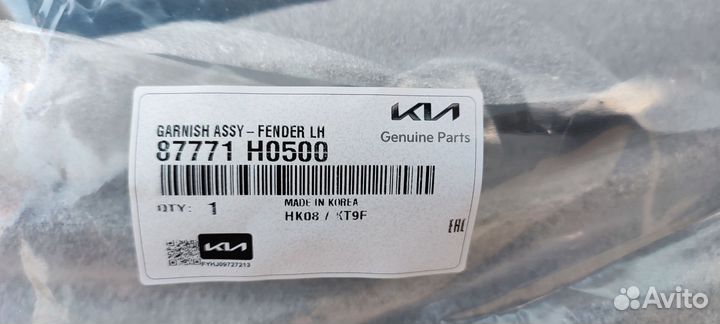 GARNISH ASSY - FENDER LH
87771 H0500
KIA
Genuine Parts
QTY: 1
MADE IN KOREA
HK08 / KT9F
EAC
KIA
FYHJ09727213
Avito